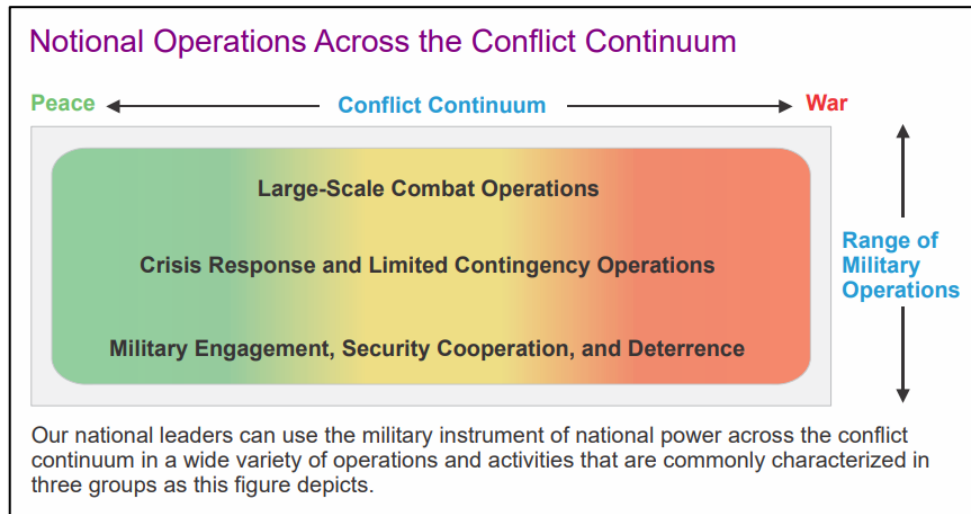 Notional Operations Across the Conflict Continuum
Peace Conflict Continuum War
Large-Scale Combat Operations
Crisis Response and Limited Contingency Operations
Military Engagement, Security Cooperation, and Deterrence
Range of
Military
Operations
Our national leaders can use the military instrument of national power across the conflict
continuum in a wide variety of operations and activities that are commonly characterized in
three groups as this figure depicts.